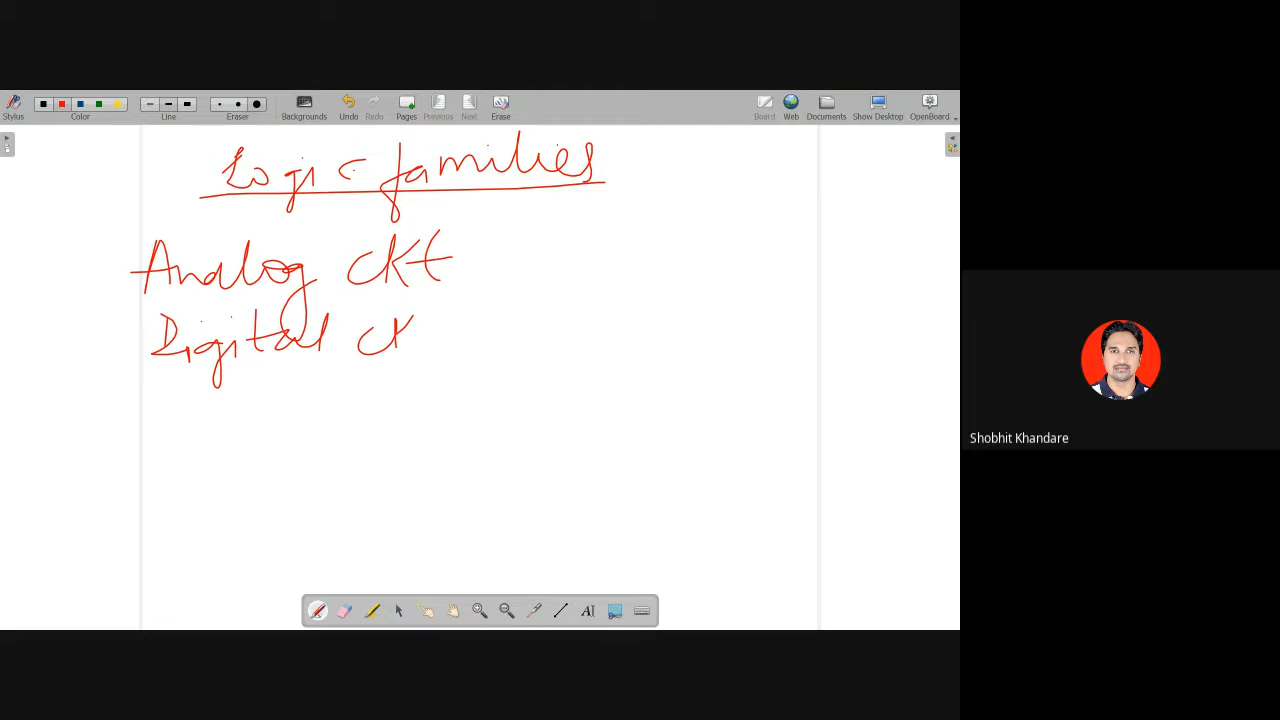 Stylus
Color
Line
Eraser
Backgrounds
Undo
Redo
Pages
Previous
Next
Erase
Board
Web
Documents
Show Desktop
OpenBoard
Logic families
Analog ckt
Digital ck
Shobhit Khandare
AI